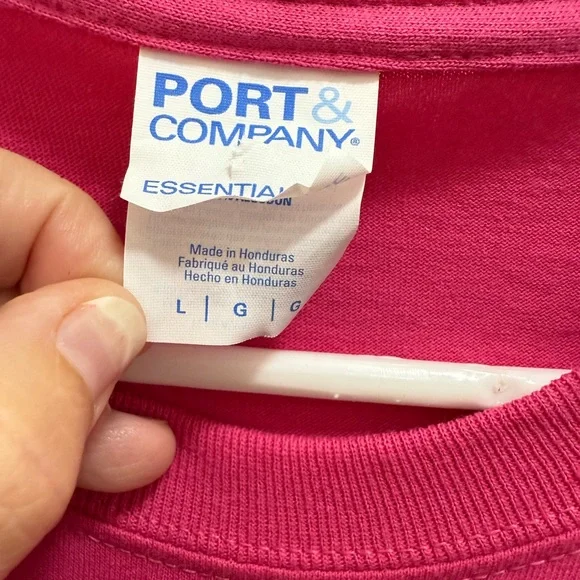 PORT &
COMPANY®
ESSENTIAL
Made in Honduras
Fabriqué au Honduras
Hecho en Honduras
L | G | G